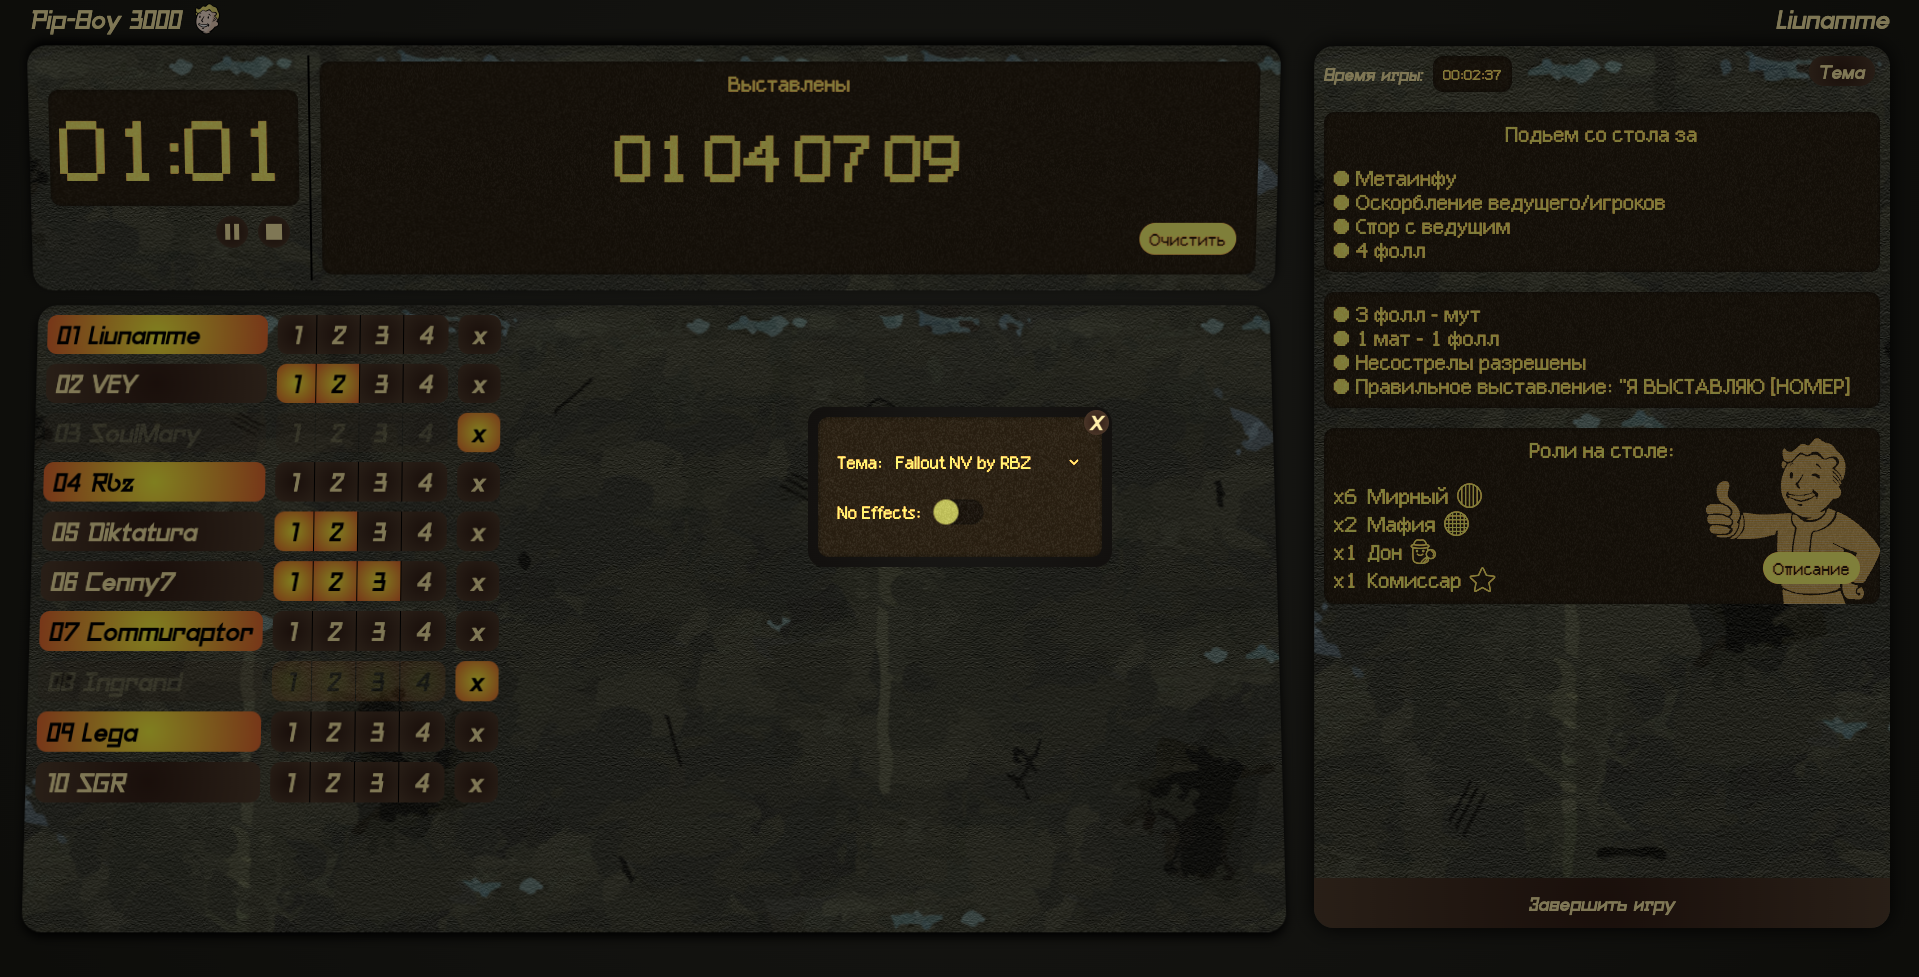 Pip-Boy 3000
Liunamme
01:01
Выставлены
01 04 07 09
Очистить
Время игры: 00:02:37
Тема
Подьем со стола за
Метаинфу
Оскорбление ведущего/игроков
Спор с ведущим
4 фолл
3 фолл - мут
1 мат - 1 фолл
Несострелы разрешены
Правильное выставление: "Я ВЫСТАВЛЯЮ [НОМЕР]
Роли на столе:
x6 Мирный
x2 Мафия
x1 Дон
x1 Комиссар
Описание
Завершить игру
01 Liunamme 1 2 3 4 x
02 VEY 1 2 3 4 x
03 SoulMary 1 2 3 4 x
04 Rbz 1 2 3 4 x
05 Diktatura 1 2 3 4 x
06 Cenny7 1 2 3 4 x
07 Commuraptor 1 2 3 4 x
08 Ingrand 1 2 3 4 x
09 Lega 1 2 3 4 x
10 SGR 1 2 3 4 x
X
Тема: Fallout NV by RBZ
No Effects: